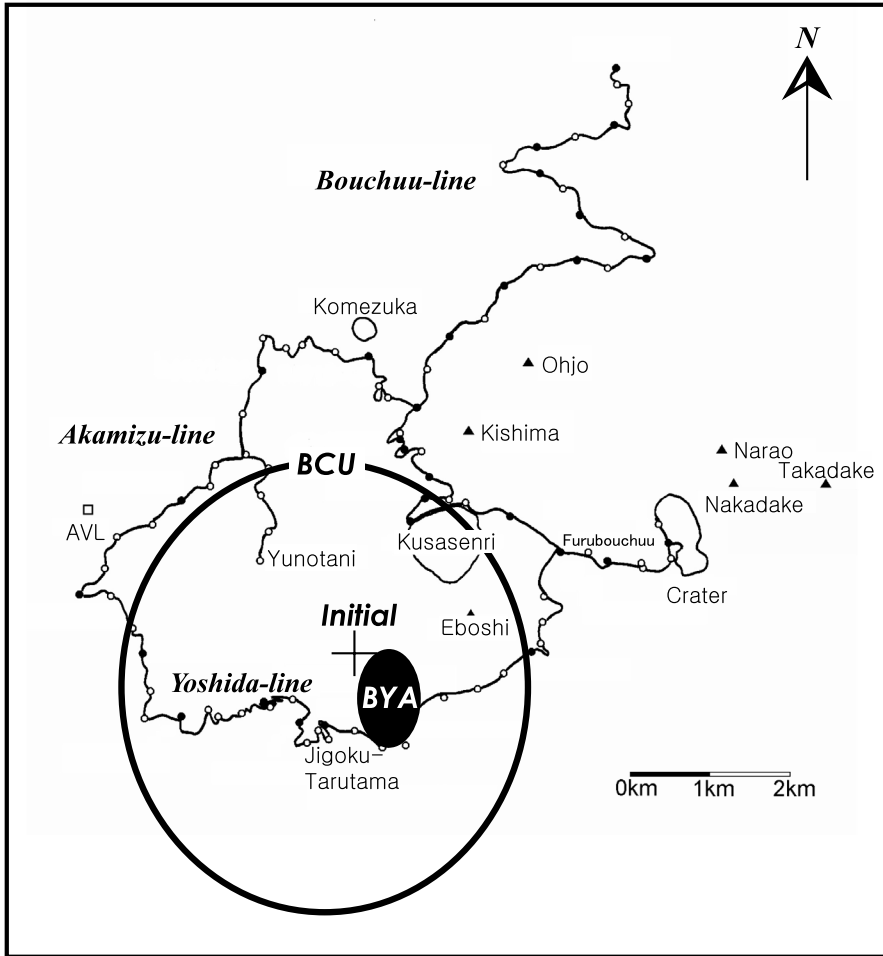 N
Bouchuu-line
Komezuka
Ohjo
Akamizu-line
Kishima
Narao
Takadake
BCU
Nakadake
AVL
Kusasenri
Furubouchuu
Yunotani
Crater
Initial
Eboshi
Yoshida-line
BYA
Jigoku-
Tarutama
0km 1km 2km